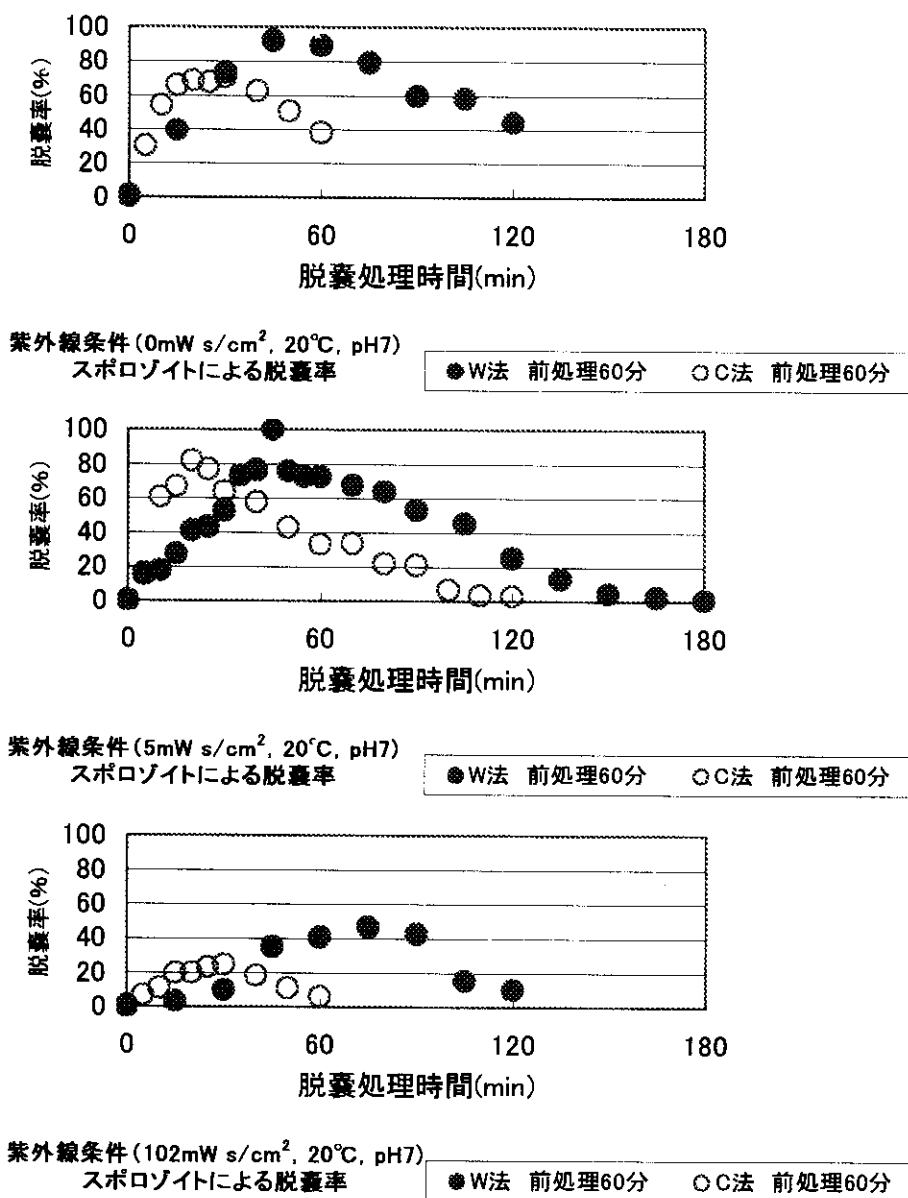 100
80
60
40
20
0
脱嚢率(%)
0 60 120 180
脱嚢処理時間(min)
紫外線条件(0mW s/cm², 20℃, pH7)
スポロゾイトによる脱嚢率
●W法 前処理60分 ○C法 前処理60分
100
80
60
40
20
0
脱嚢率(%)
0 60 120 180
脱嚢処理時間(min)
紫外線条件(5mW s/cm², 20℃, pH7)
スポロゾイトによる脱嚢率
●W法 前処理60分 ○C法 前処理60分
100
80
60
40
20
0
脱嚢率(%)
0 60 120 180
脱嚢処理時間(min)
紫外線条件(102mW s/cm², 20℃, pH7)
スポロゾイトによる脱嚢率
●W法 前処理60分 ○C法 前処理60分